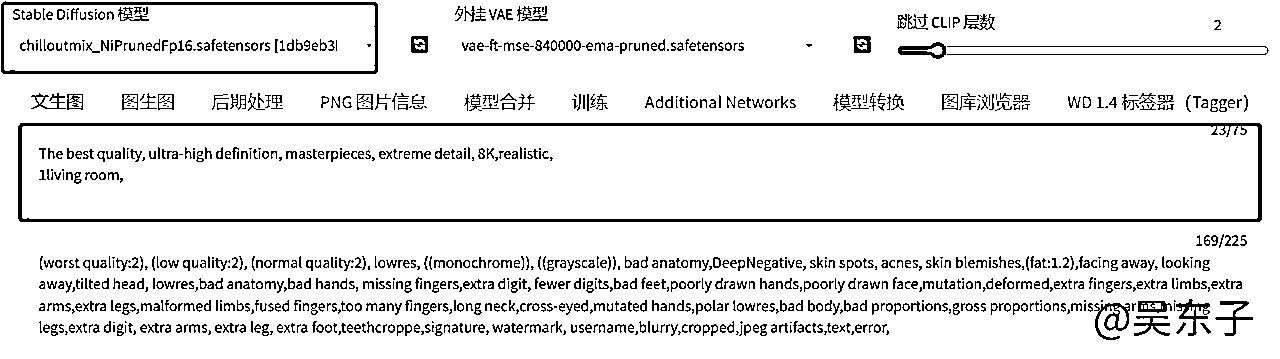 Stable Diffusion 模型
外挂 VAE 模型
跳过 CLIP 层数
2
chilloutmix_NiPrunedFp16.safetensors [1db9eb3
vae-ft-mse-840000-ema-pruned.safetensors
文生图 图生图 后期处理 PNG 图片信息 模型合并 训练 Additional Networks 模型转换 图库浏览器 WD 1.4 标签器 (Tagger)
23/75
The best quality, ultra-high definition, masterpieces, extreme detail, 8K,realistic,
1living room,
169/225
(worst quality:2), (low quality:2), (normal quality:2), lowres, ((monochrome)), ((grayscale)), bad anatomy,DeepNegative, skin spots, acnes, skin blemishes,(fat:1.2),facing away, looking
away,tilted head, lowres,bad anatomy,bad hands, missing fingers,extra digit, fewer digits,bad feet,poorly drawn hands,poorly drawn face,mutation,deformed,extra fingers,extra limbs,extra
arms,extra legs,malformed limbs,fused fingers,too many fingers,long neck,cross-eyed,mutated hands,polar lowres,bad body,bad proportions,gross proportions,missing arms,missing
legs,extra digit, extra arms, extra leg, extra foot,teethcroppe,signature, watermark, username,blurry,cropped,jpeg artifacts,text,error,
@吴东子